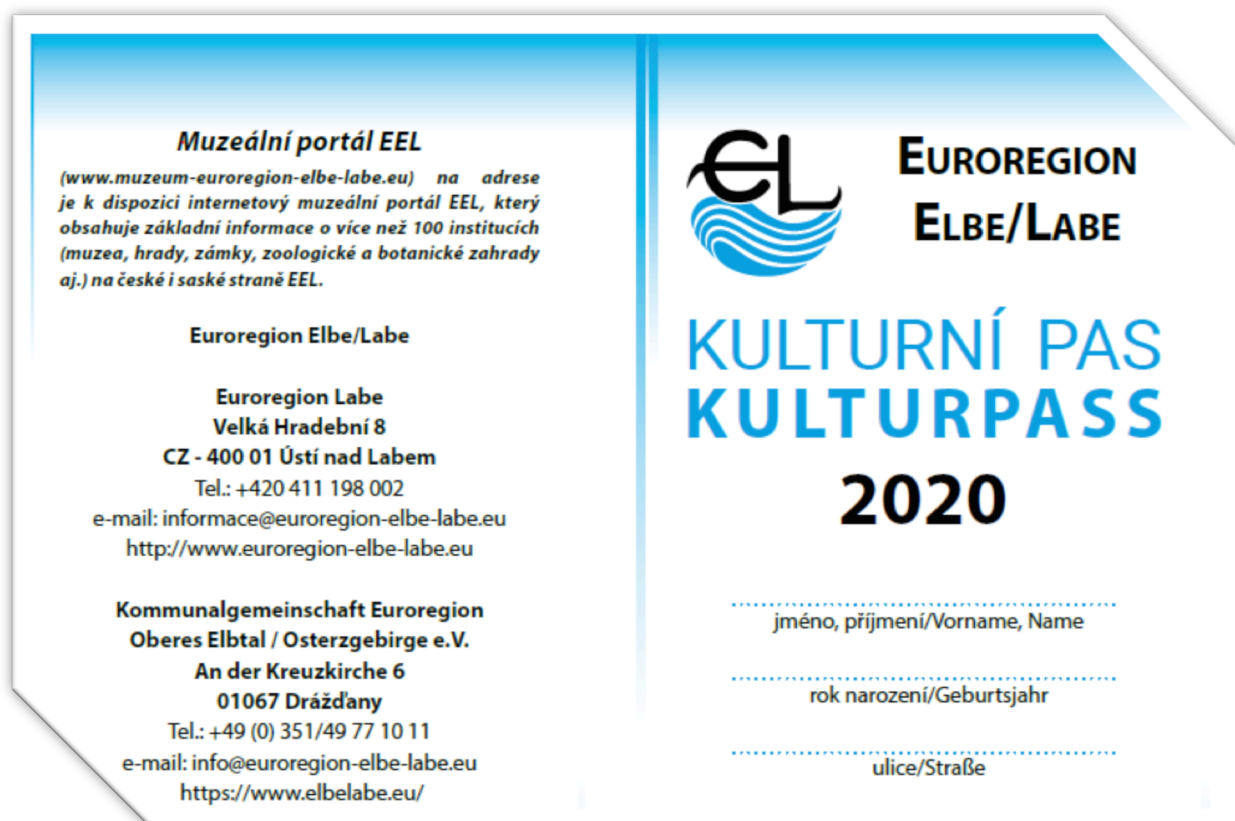 Muzeální portál EEL
(www.muzeum-euroregion-elbe-labe.eu) na adrese
je k dispozici internetový muzeální portál EEL, který
obsahuje základní informace o více než 100 institucích
(muzea, hrady, zámky, zoologické a botanické zahrady
aj.) na české i saské straně EEL.
Euroregion Elbe/Labe
Euroregion Labe
Velká Hradební 8
CZ - 400 01 Ústí nad Labem
Tel.: +420 411 198 002
e-mail: informace@euroregion-elbe-labe.eu
http://www.euroregion-elbe-labe.eu
Kommunalgemeinschaft Euroregion
Oberes Elbtal / Osterzgebirge e.V.
An der Kreuzkirche 6
01067 Drážďany
Tel.: +49 (0) 351/49 77 10 11
e-mail: info@euroregion-elbe-labe.eu
https://www.elbelabe.eu/
EL
EUROREGION
ELBE/LABE
KULTURNÍ PAS
KULTURPASS
2020
jméno, příjmení/Vorname, Name
rok narození/Geburtsjahr
ulice/Straße